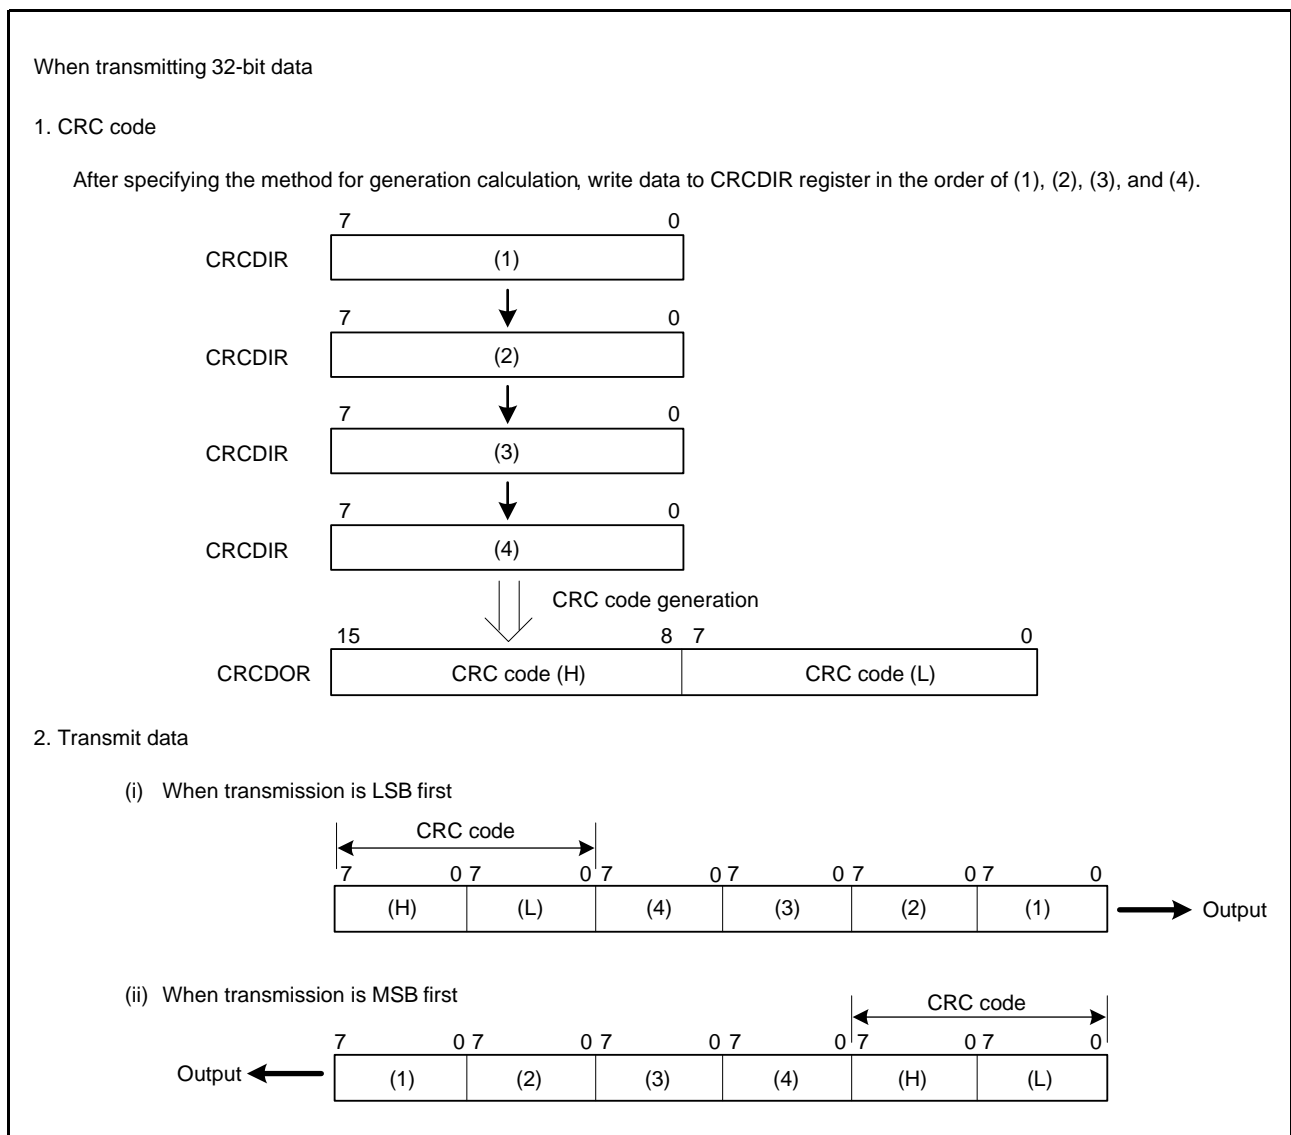 When transmitting 32-bit data
1. CRC code
After specifying the method for generation calculation, write data to CRCDIR register in the order of (1), (2), (3), and (4).
7 0
CRCDIR (1)
7 0
CRCDIR (2)
7 0
CRCDIR (3)
7 0
CRCDIR (4)
CRC code generation
15 8 7 0
CRCDOR CRC code (H) CRC code (L)
2. Transmit data
(i) When transmission is LSB first
CRC code
7 0 7 0 7 0 7 0 7 0 7 0
(H) (L) (4) (3) (2) (1) Output
(ii) When transmission is MSB first
CRC code
7 0 7 0 7 0 7 0 7 0 7 0
Output (1) (2) (3) (4) (H) (L)